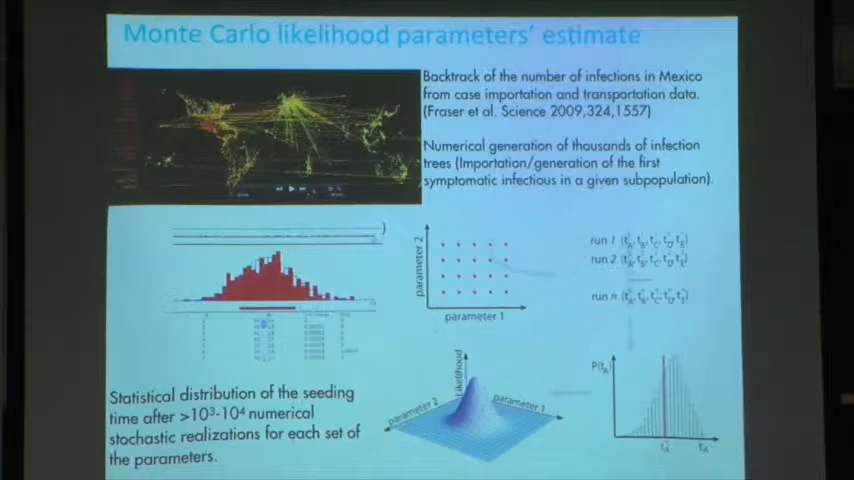 Monte Carlo likelihood parameters' estimate
Backtrack of the number of infections in Mexico
from case importation and transportation data.
(Fraser et al. Science 2009,324,1557)
Numerical generation of thousands of infection
trees (Importation/generation of the first
symptomatic infectious in a given subpopulation).
parameter 2
parameter 1
run 1
run 2
run n
Statistical distribution of the seeding
time after >10³-10⁴ numerical
stochastic realizations for each set of
the parameters.
Likelihood
parameter 2
parameter 1
P(tA)
tA